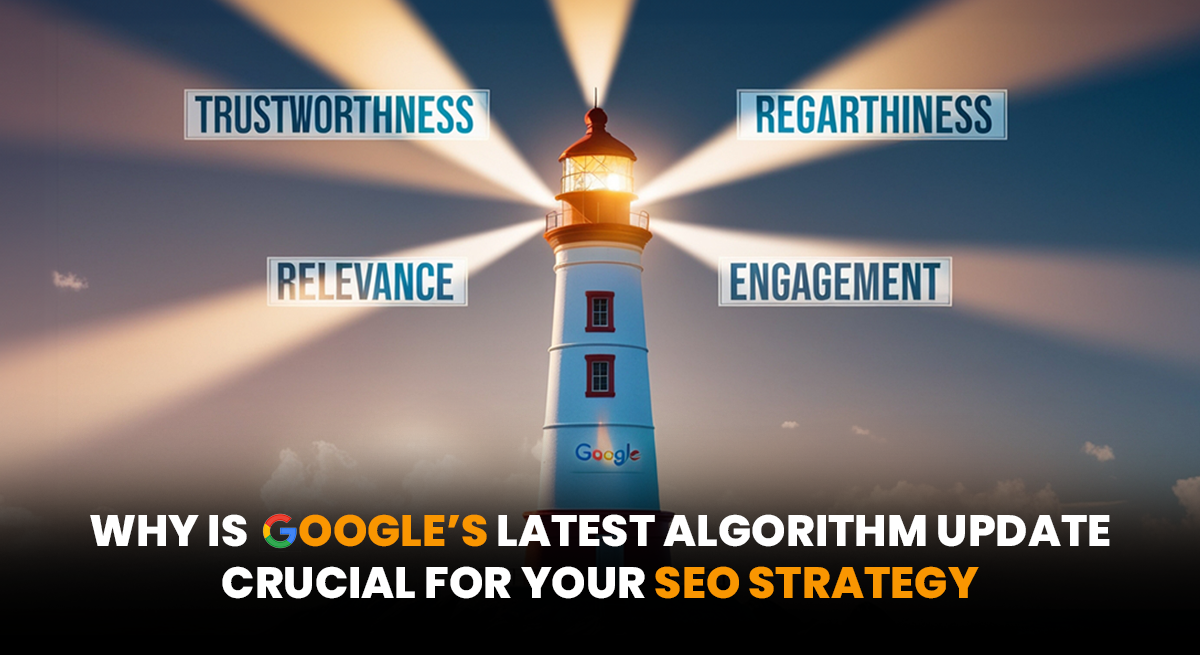 TRUSTWORTHNESS
REGARTHINESS
RELEVANCE
ENGAGEMENT
Google
WHY IS GOOGLE’S LATEST ALGORITHM UPDATE
CRUCIAL FOR YOUR SEO STRATEGY